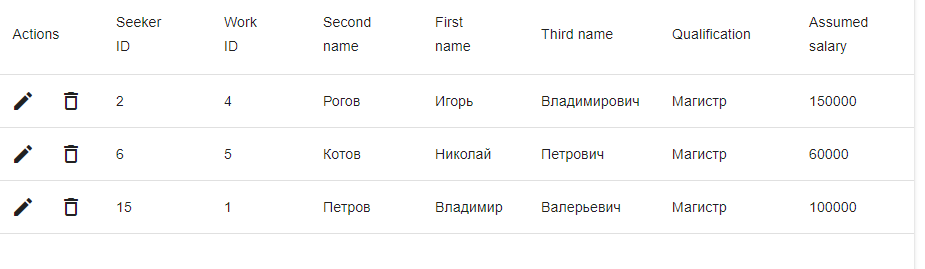 Actions Seeker ID Work ID Second name First name Third name Qualification Assumed salary
2 4 Рогов Игорь Владимирович Магистр 150000
6 5 Котов Николай Петрович Магистр 60000
15 1 Петров Владимир Валерьевич Магистр 100000